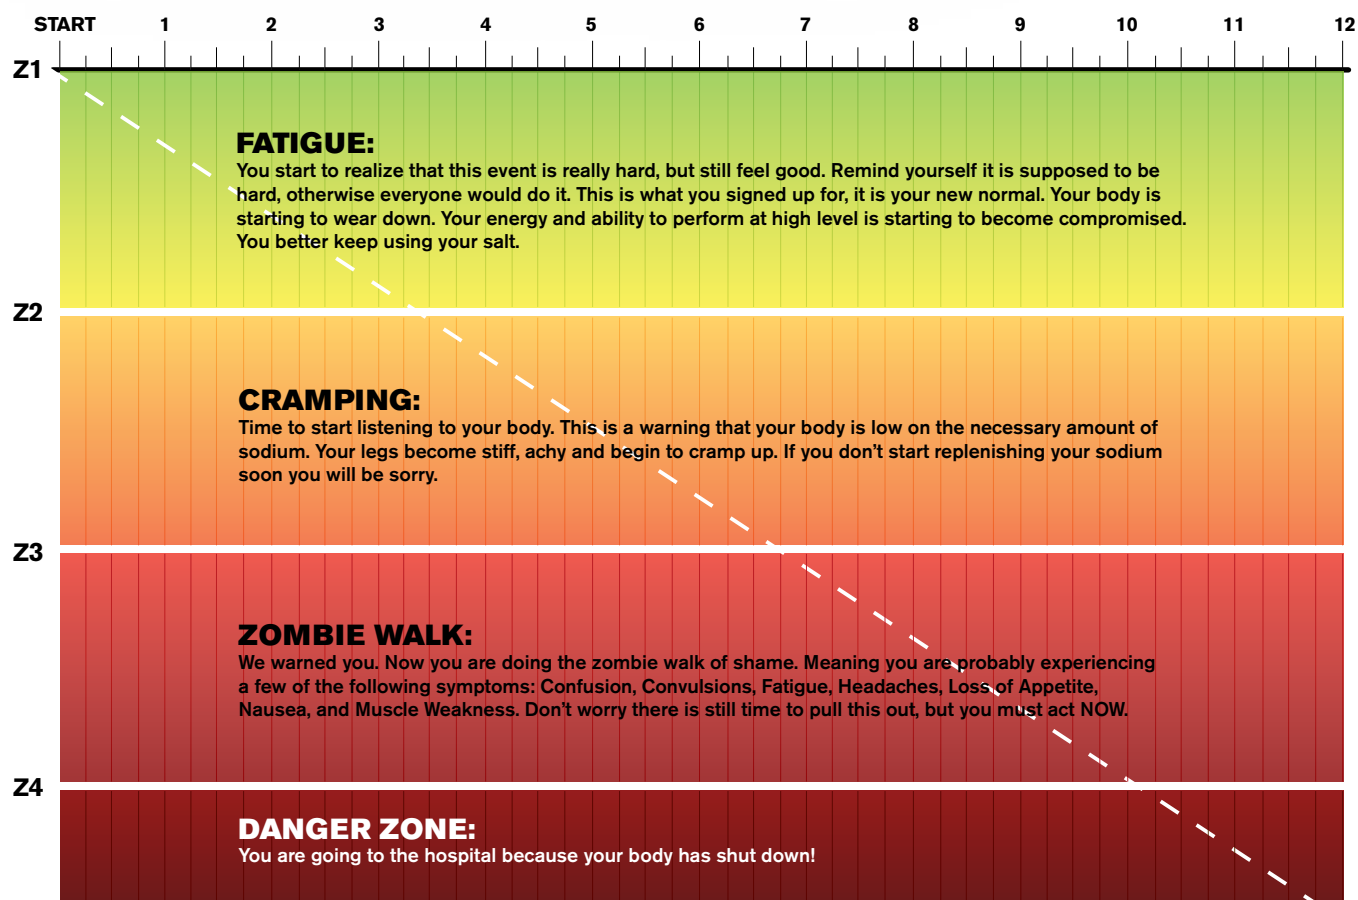 START 1 2 3 4 5 6 7 8 9 10 11 12
Z1
FATIGUE:
You start to realize that this event is really hard, but still feel good. Remind yourself it is supposed to be
hard, otherwise everyone would do it. This is what you signed up for, it is your new normal. Your body is
starting to wear down. Your energy and ability to perform at high level is starting to become compromised.
You better keep using your salt.
Z2
CRAMPING:
Time to start listening to your body. This is a warning that your body is low on the necessary amount of
sodium. Your legs become stiff, achy and begin to cramp up. If you don't start replenishing your sodium
soon you will be sorry.
Z3
ZOMBIE WALK:
We warned you. Now you are doing the zombie walk of shame. Meaning you are probably experiencing
a few of the following symptoms: Confusion, Convulsions, Fatigue, Headaches, Loss of Appetite,
Nausea, and Muscle Weakness. Don't worry there is still time to pull this out, but you must act NOW.
Z4
DANGER ZONE:
You are going to the hospital because your body has shut down!